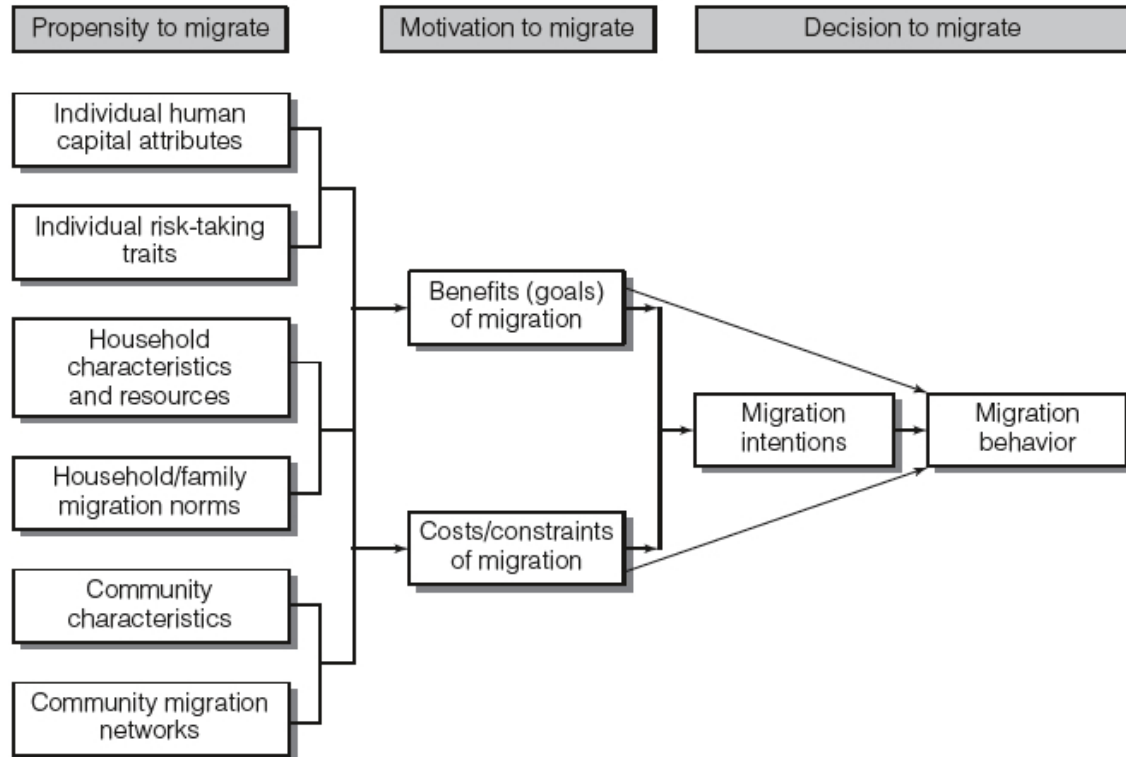 Propensity to migrate
Motivation to migrate
Decision to migrate
Individual human
capital attributes
Individual risk-taking
traits
Household
characteristics
and resources
Household/family
migration norms
Community
characteristics
Community migration
networks
Benefits (goals)
of migration
Costs/constraints
of migration
Migration
intentions
Migration
behavior